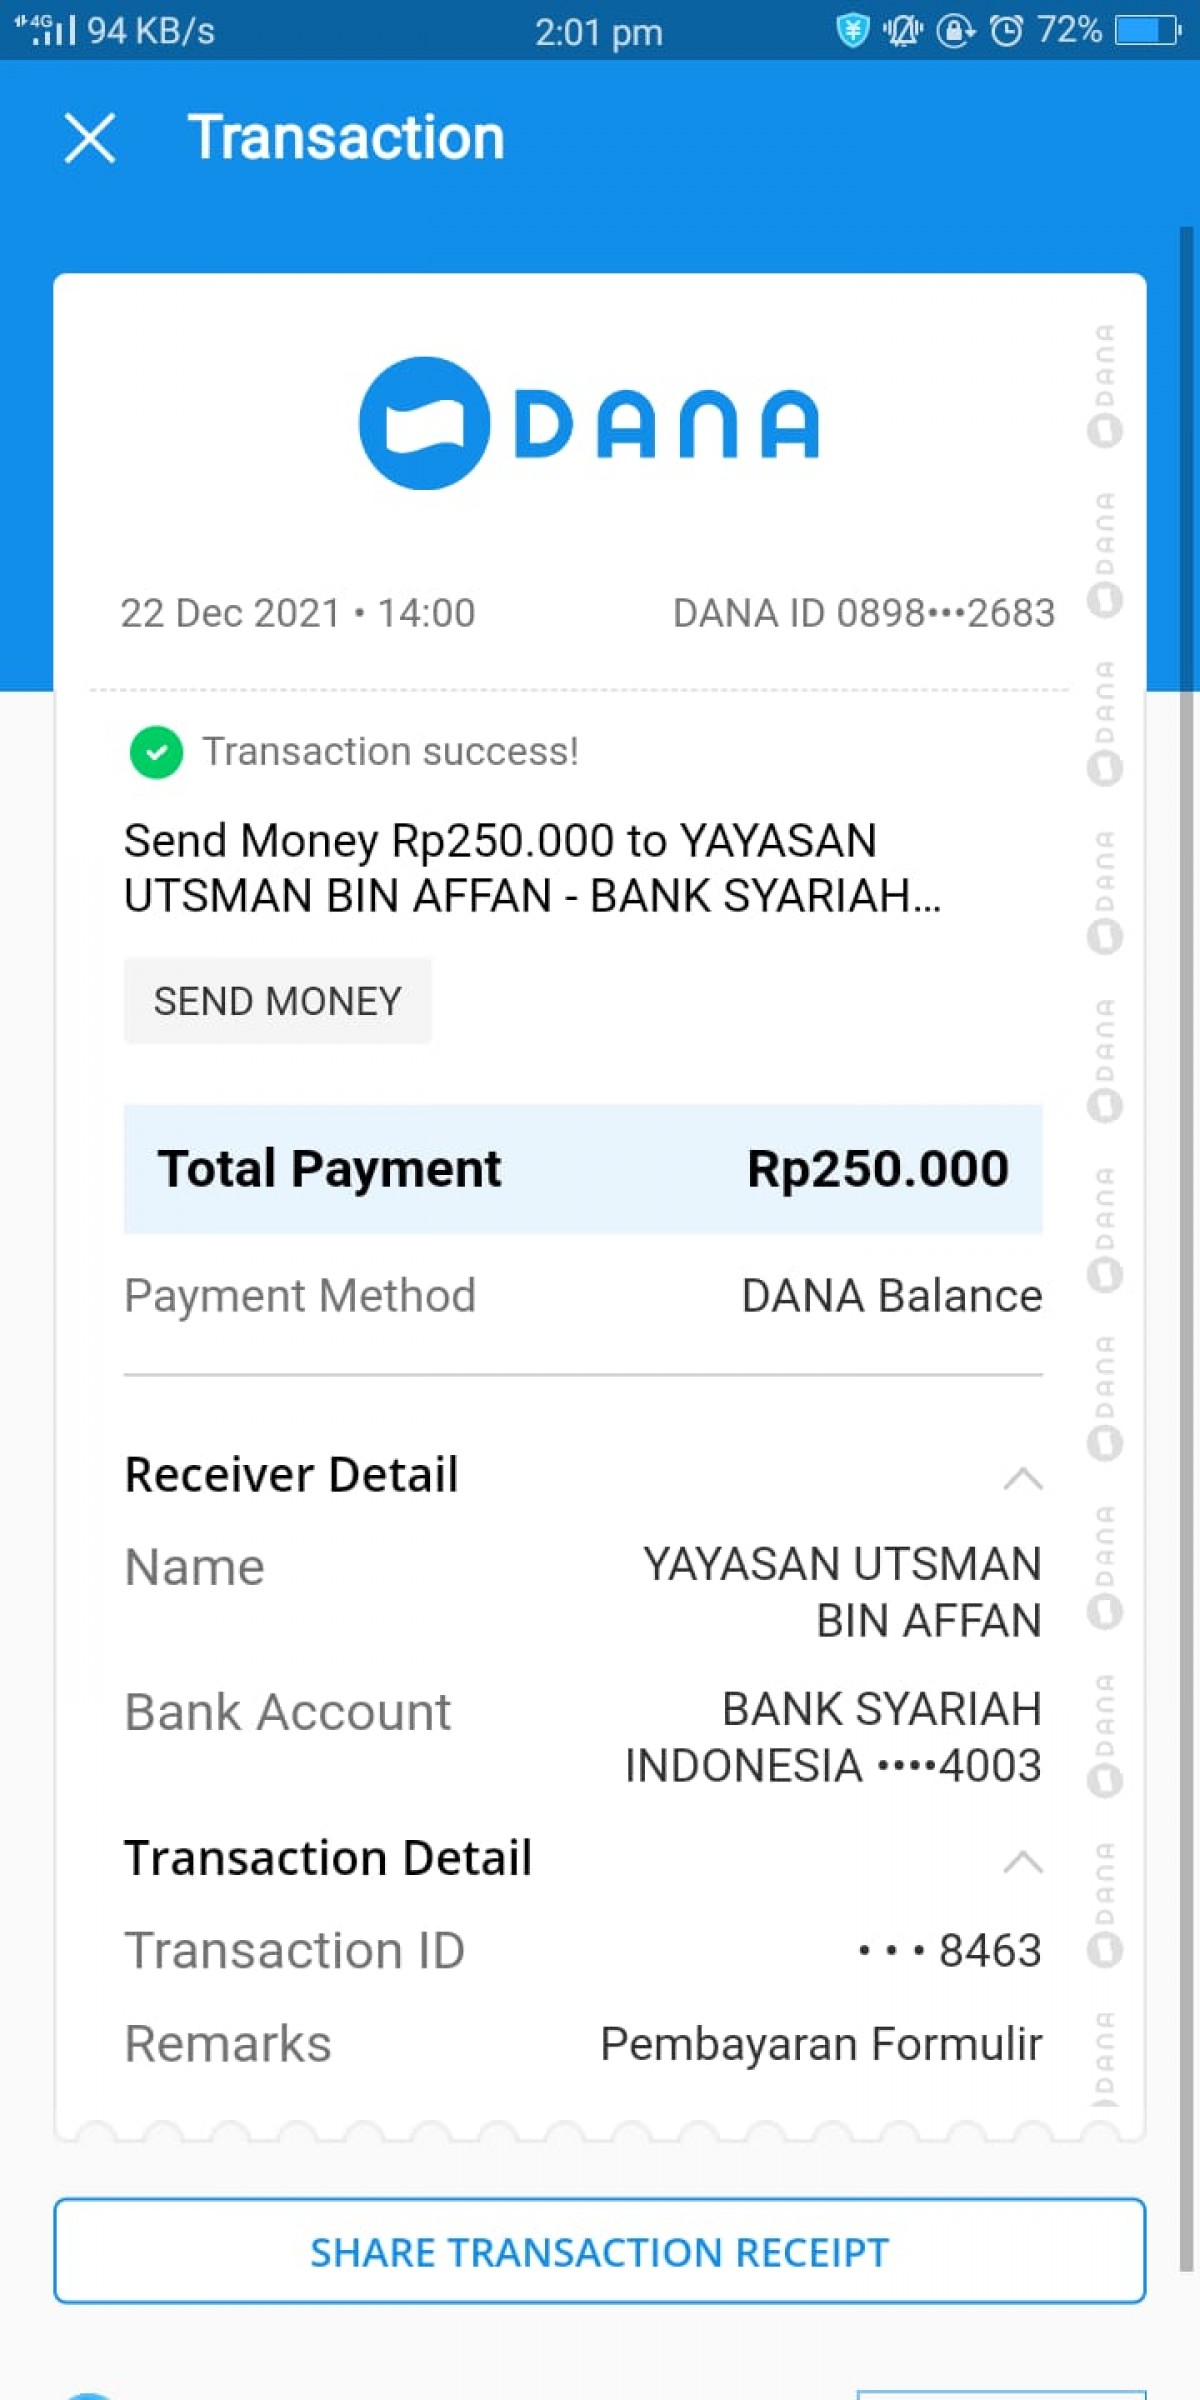 4G 94 KB/s 2:01 pm 72%
Transaction
DANA
22 Dec 2021 • 14:00 DANA ID 0898•••2683
Transaction success!
Send Money Rp250.000 to YAYASAN
UTSMAN BIN AFFAN - BANK SYARIAH...
SEND MONEY
Total Payment Rp250.000
Payment Method DANA Balance
Receiver Detail
Name YAYASAN UTSMAN
BIN AFFAN
Bank Account BANK SYARIAH
INDONESIA ••••4003
Transaction Detail
Transaction ID • • • 8463
Remarks Pembayaran Formulir
SHARE TRANSACTION RECEIPT
DANA
DANA
DANA
DANA
DANA
DANA
DANA
DANA
DANA
DANA
DANA